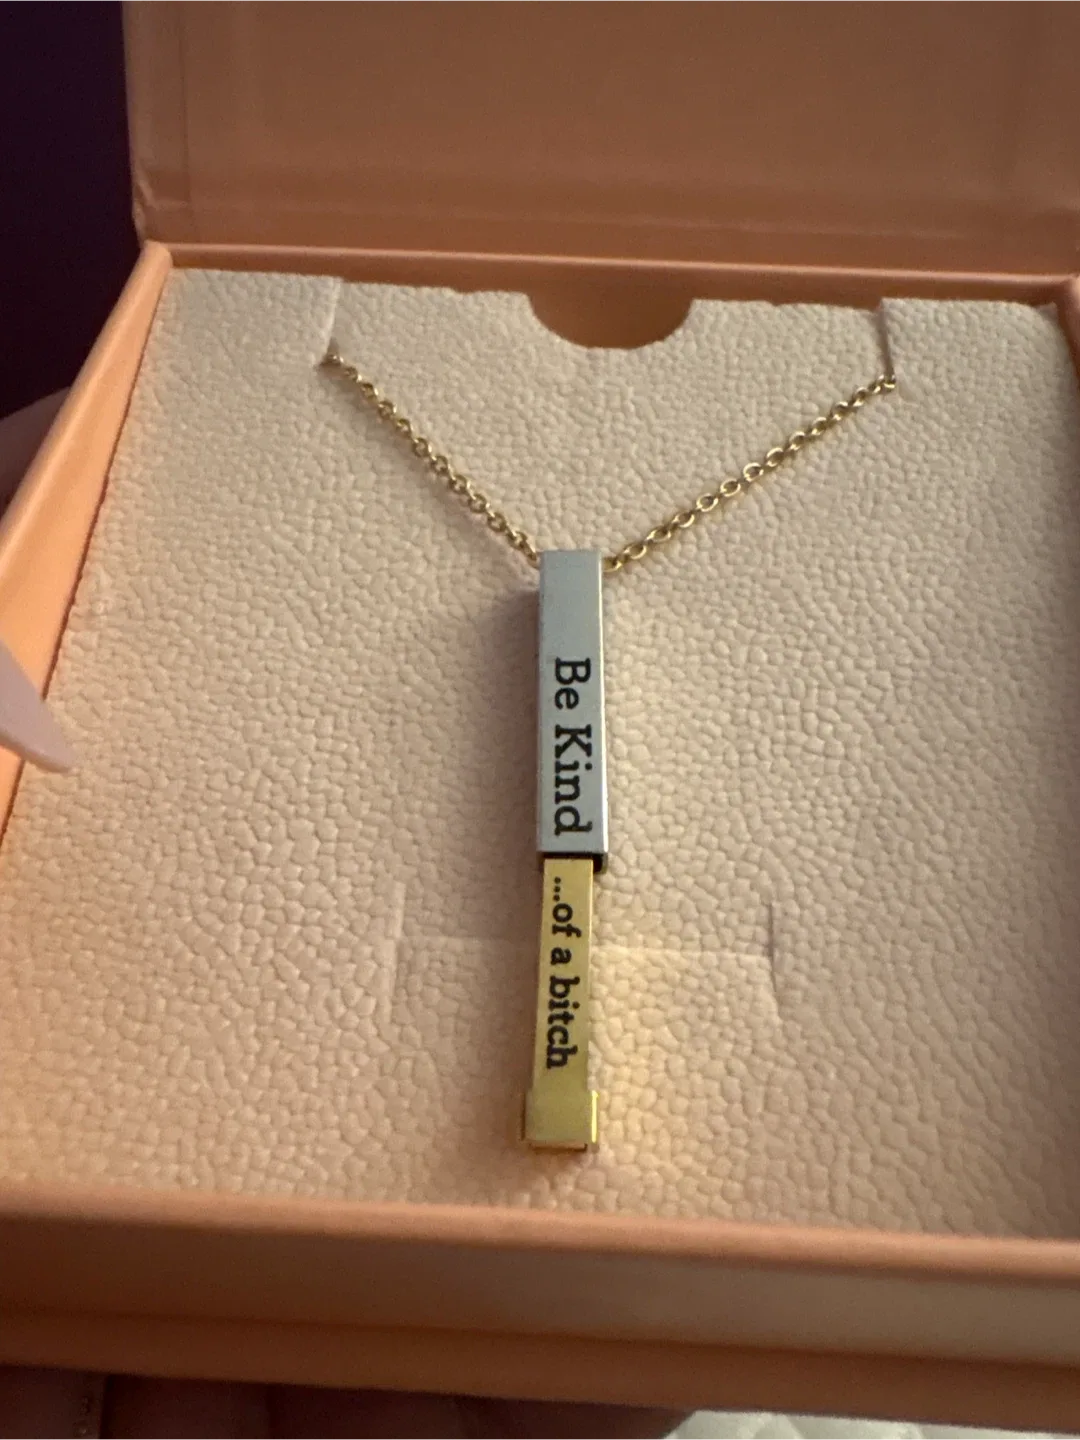 Be Kind
...of a bitch